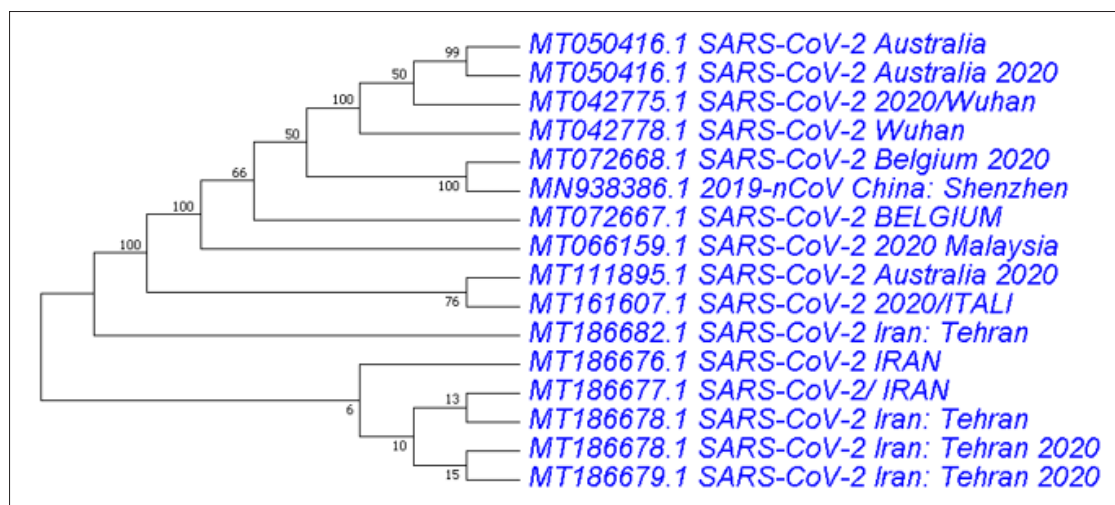 99
MT050416.1 SARS-CoV-2 Australia
50
MT050416.1 SARS-CoV-2 Australia 2020
100
MT042775.1 SARS-CoV-2 2020/Wuhan
50
MT042778.1 SARS-CoV-2 Wuhan
66
MT072668.1 SARS-CoV-2 Belgium 2020
100
MN938386.1 2019-nCoV China: Shenzhen
100
MT072667.1 SARS-CoV-2 BELGIUM
100
MT066159.1 SARS-CoV-2 2020 Malaysia
MT111895.1 SARS-CoV-2 Australia 2020
76
MT161607.1 SARS-CoV-2 2020/ITALI
MT186682.1 SARS-CoV-2 Iran: Tehran
MT186676.1 SARS-CoV-2 IRAN
6
13
MT186677.1 SARS-CoV-2/ IRAN
MT186678.1 SARS-CoV-2 Iran: Tehran
10
MT186678.1 SARS-CoV-2 Iran: Tehran 2020
15
MT186679.1 SARS-CoV-2 Iran: Tehran 2020